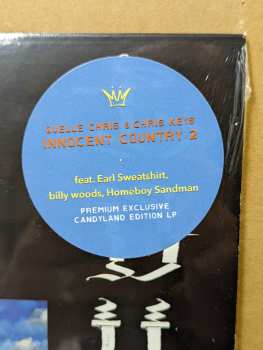 QUELLE CHRIS & CHRIS KEYS
INNOCENT COUNTRY 2
feat. Earl Sweatshirt,
billy woods, Homeboy Sandman
PREMIUM EXCLUSIVE
CANDYLAND EDITION LP